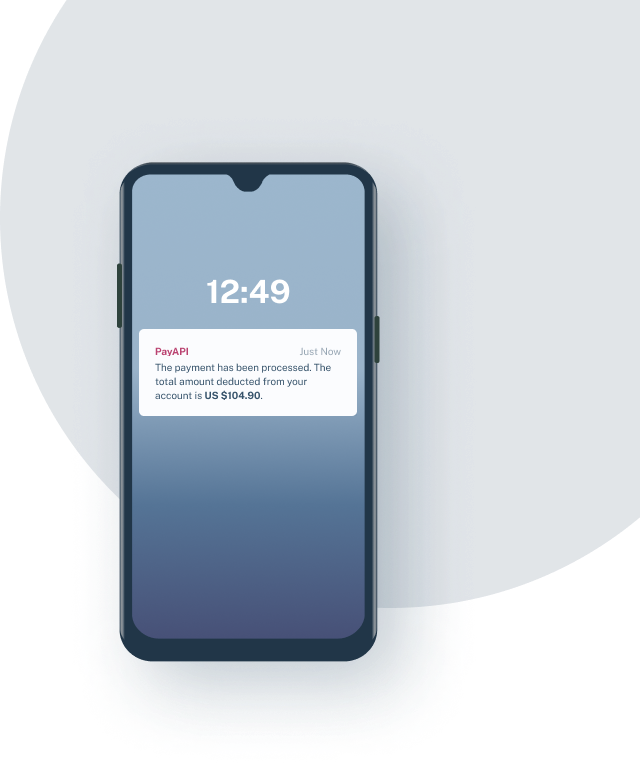 12:49
PayAPI Just Now
The payment has been processed. The
total amount deducted from your
account is US $104.90.